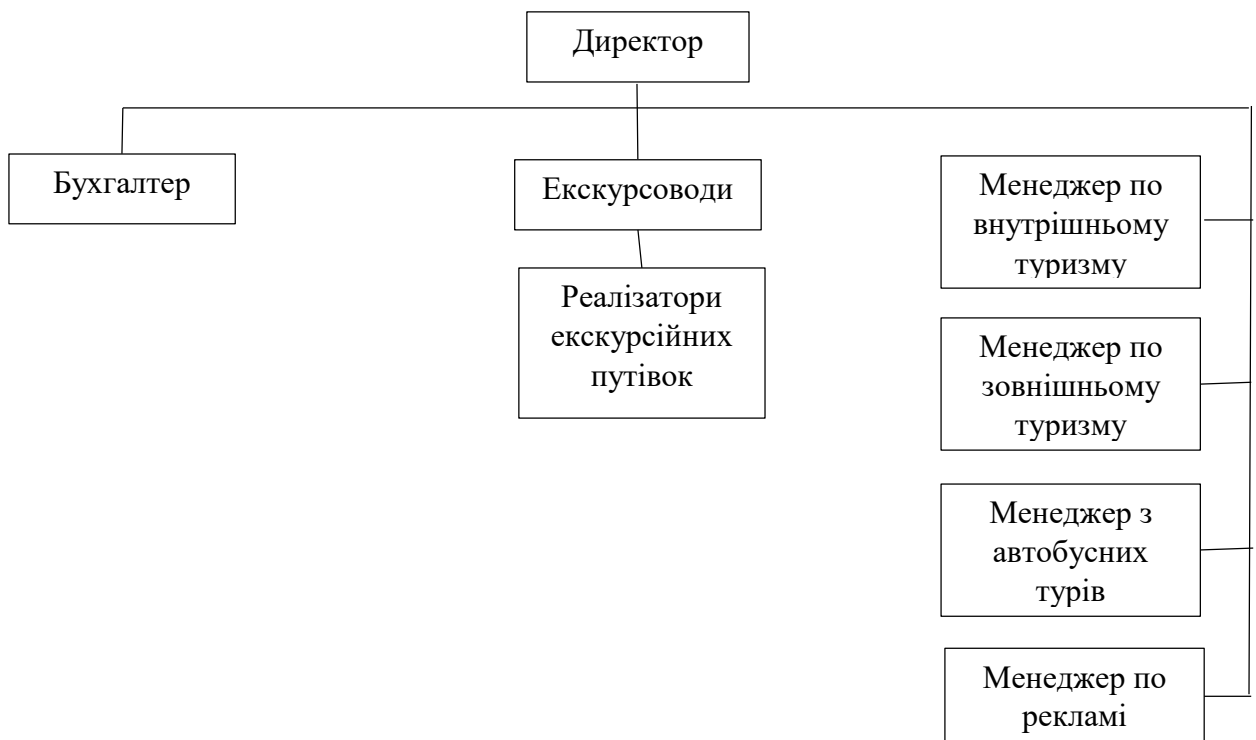 Директор
Бухгалтер
Екскурсоводи
Реалізатори
екскурсійних
путівок
Менеджер по
внутрішньому
туризму
Менеджер по
зовнішньому
туризму
Менеджер з
автобусних
турів
Менеджер по
рекламі